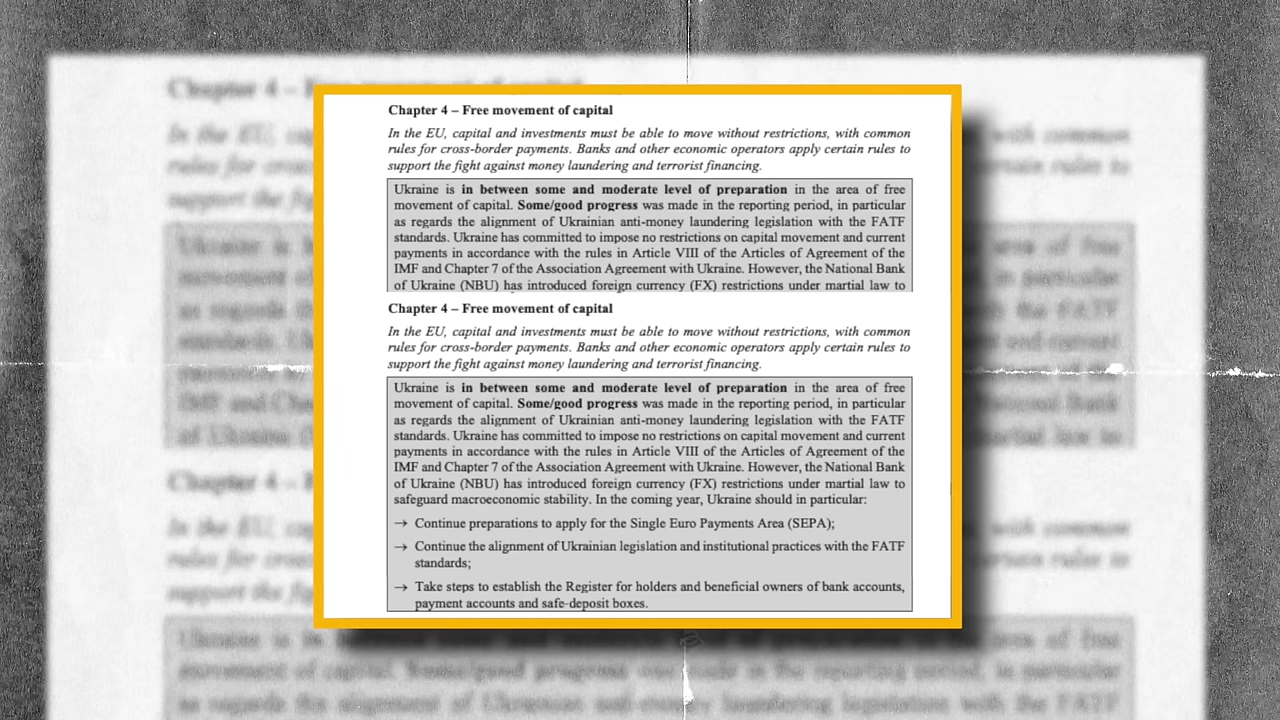 Chapter 4 – Free movement of capital
In the EU, capital and investments must be able to move without restrictions, with common
rules for cross-border payments. Banks and other economic operators apply certain rules to
support the fight against money laundering and terrorist financing.
Ukraine is in between some and moderate level of preparation in the area of free
movement of capital. Some/good progress was made in the reporting period, in particular
as regards the alignment of Ukrainian anti-money laundering legislation with the FATF
standards. Ukraine has committed to impose no restrictions on capital movement and current
payments in accordance with the rules in Article VIII of the Articles of Agreement of the
IMF and Chapter 7 of the Association Agreement with Ukraine. However, the National Bank
of Ukraine (NBU) has introduced foreign currency (FX) restrictions under martial law to
Chapter 4 – Free movement of capital
In the EU, capital and investments must be able to move without restrictions, with common
rules for cross-border payments. Banks and other economic operators apply certain rules to
support the fight against money laundering and terrorist financing.
Ukraine is in between some and moderate level of preparation in the area of free
movement of capital. Some/good progress was made in the reporting period, in particular
as regards the alignment of Ukrainian anti-money laundering legislation with the FATF
standards. Ukraine has committed to impose no restrictions on capital movement and current
payments in accordance with the rules in Article VIII of the Articles of Agreement of the
IMF and Chapter 7 of the Association Agreement with Ukraine. However, the National Bank
of Ukraine (NBU) has introduced foreign currency (FX) restrictions under martial law to
safeguard macroeconomic stability. In the coming year, Ukraine should in particular:
→ Continue preparations to apply for the Single Euro Payments Area (SEPA);
→ Continue the alignment of Ukrainian legislation and institutional practices with the FATF
standards;
→ Take steps to establish the Register for holders and beneficial owners of bank accounts,
payment accounts and safe-deposit boxes.